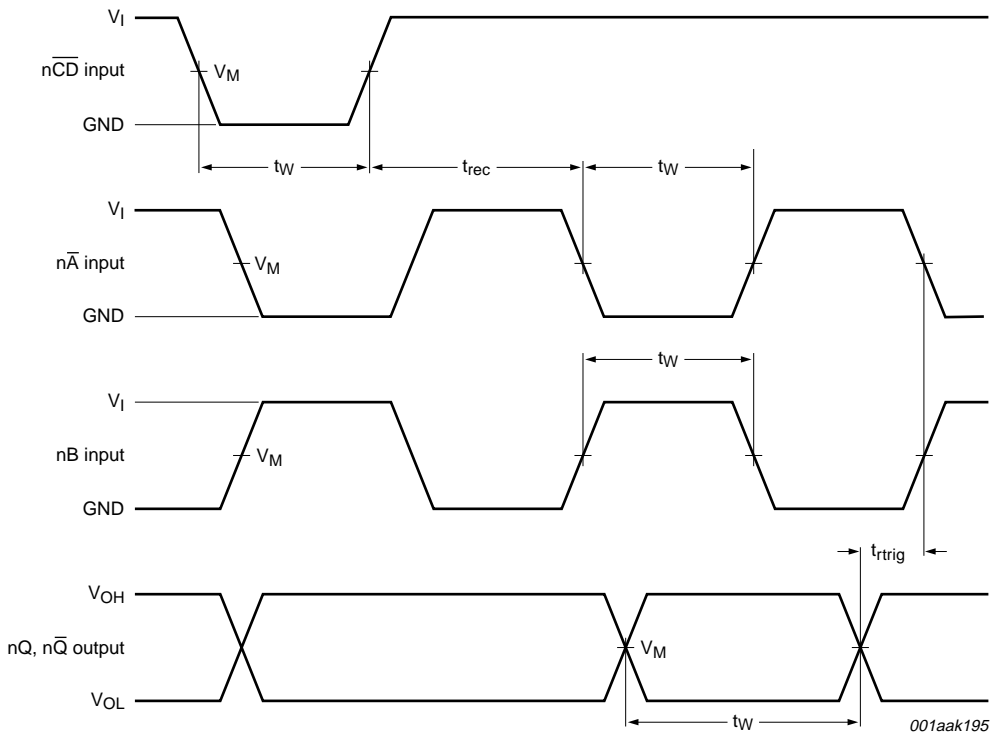 V_I
nC̅D̅ input
V_M
GND
t_W
t_rec
t_W
V_I
nA̅ input
V_M
GND
t_W
V_I
nB input
V_M
GND
t_rtrig
V_OH
nQ, nQ̅ output
V_M
V_OL
t_W
001aak195